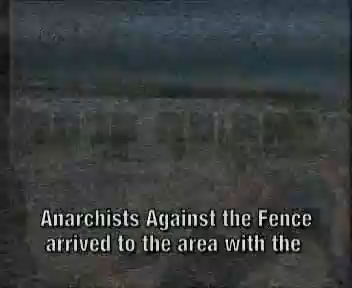 Anarchists Against the Fence
arrived to the area with the